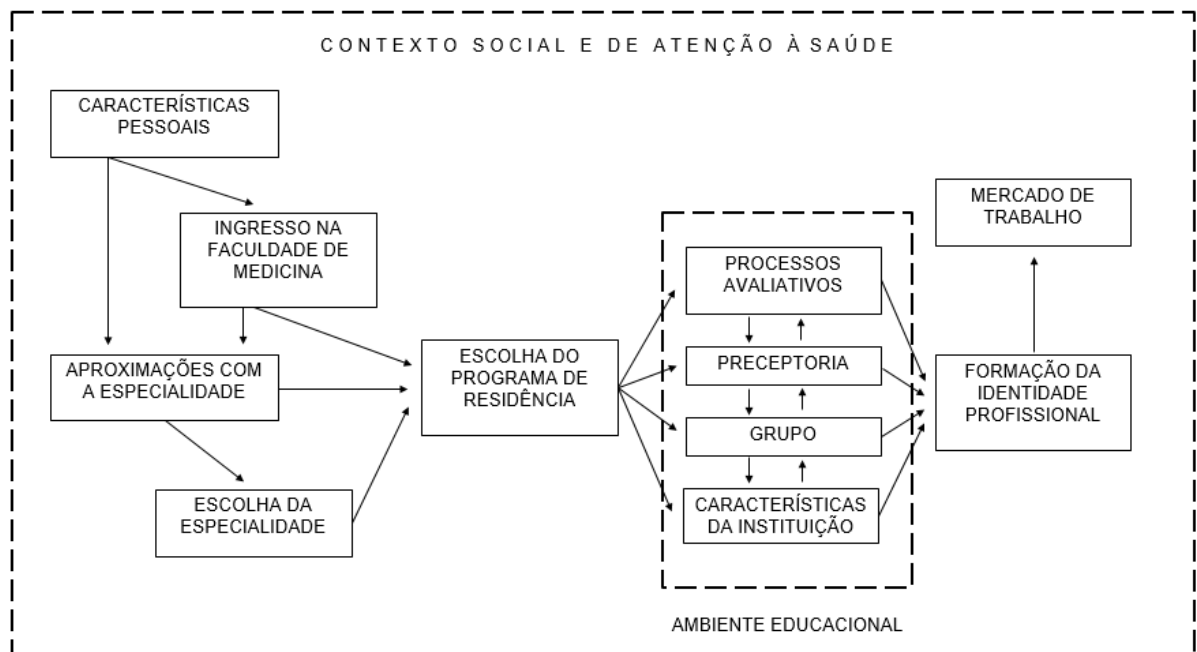 CONTEXTO SOCIAL E DE ATENÇÃO À SAÚDE
CARACTERÍSTICAS
PESSOAIS
INGRESSO NA
FACULDADE DE
MEDICINA
APROXIMAÇÕES COM
A ESPECIALIDADE
ESCOLHA DA
ESPECIALIDADE
ESCOLHA DO
PROGRAMA DE
RESIDÊNCIA
PROCESSOS
AVALIATIVOS
PRECEPTORIA
GRUPO
CARACTERÍSTICAS
DA INSTITUIÇÃO
AMBIENTE EDUCACIONAL
MERCADO DE
TRABALHO
FORMAÇÃO DA
IDENTIDADE
PROFISSIONAL